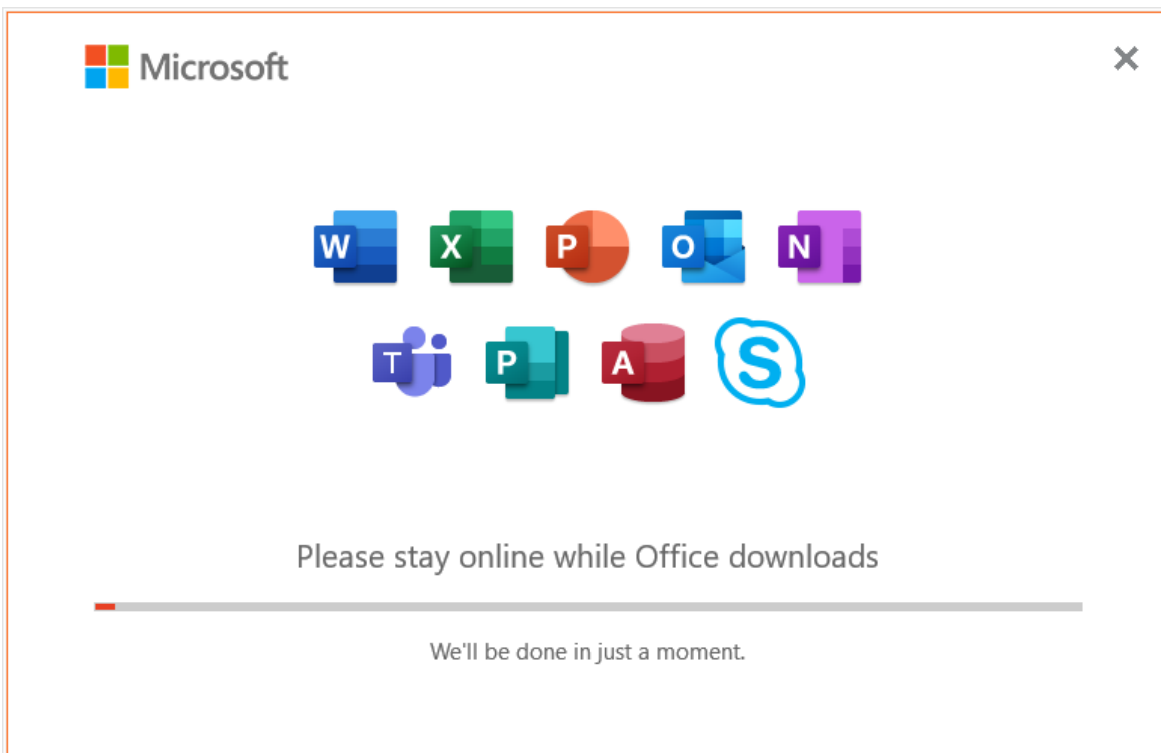 Microsoft
W X P O N
T P A S
Please stay online while Office downloads
We'll be done in just a moment.